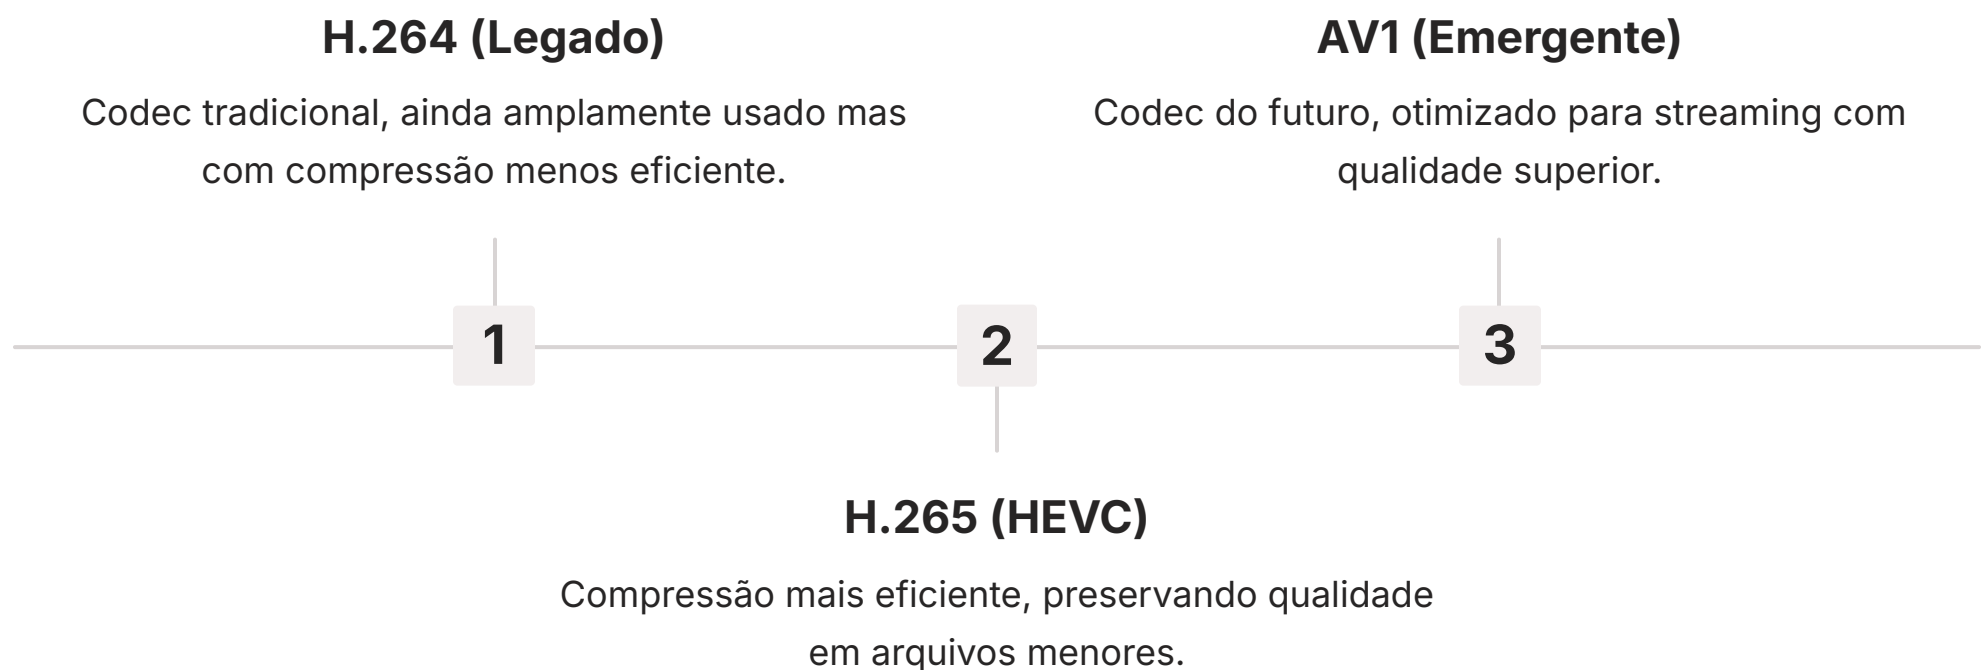 H.264 (Legado)
Codec tradicional, ainda amplamente usado mas
com compressão menos eficiente.
AV1 (Emergente)
Codec do futuro, otimizado para streaming com
qualidade superior.
1
2
3
H.265 (HEVC)
Compressão mais eficiente, preservando qualidade
em arquivos menores.